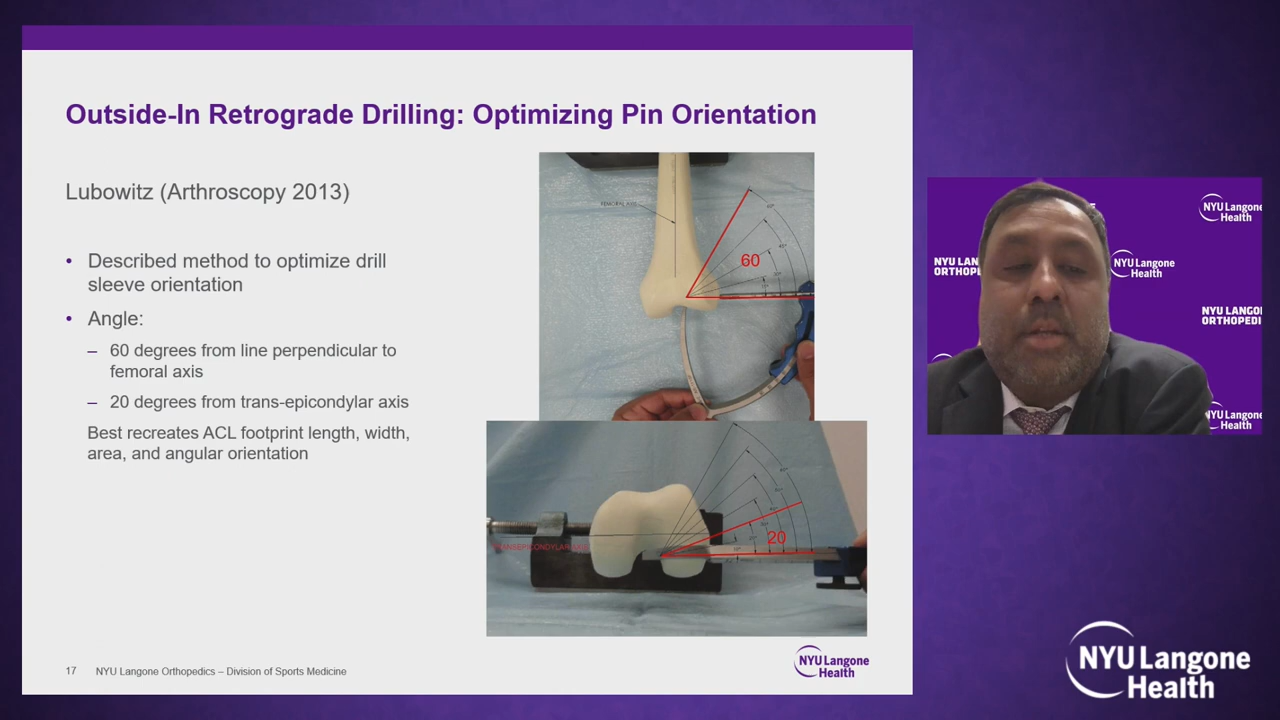 Outside-In Retrograde Drilling: Optimizing Pin Orientation
Lubowitz (Arthroscopy 2013)
• Described method to optimize drill
sleeve orientation
• Angle:
– 60 degrees from line perpendicular to
femoral axis
– 20 degrees from trans-epicondylar axis
Best recreates ACL footprint length, width,
area, and angular orientation
60
20
17 NYU Langone Orthopedics – Division of Sports Medicine
NYU Langone
Health
NYU Langone
Health
NYU Langone
Health
NYU Langone
Health